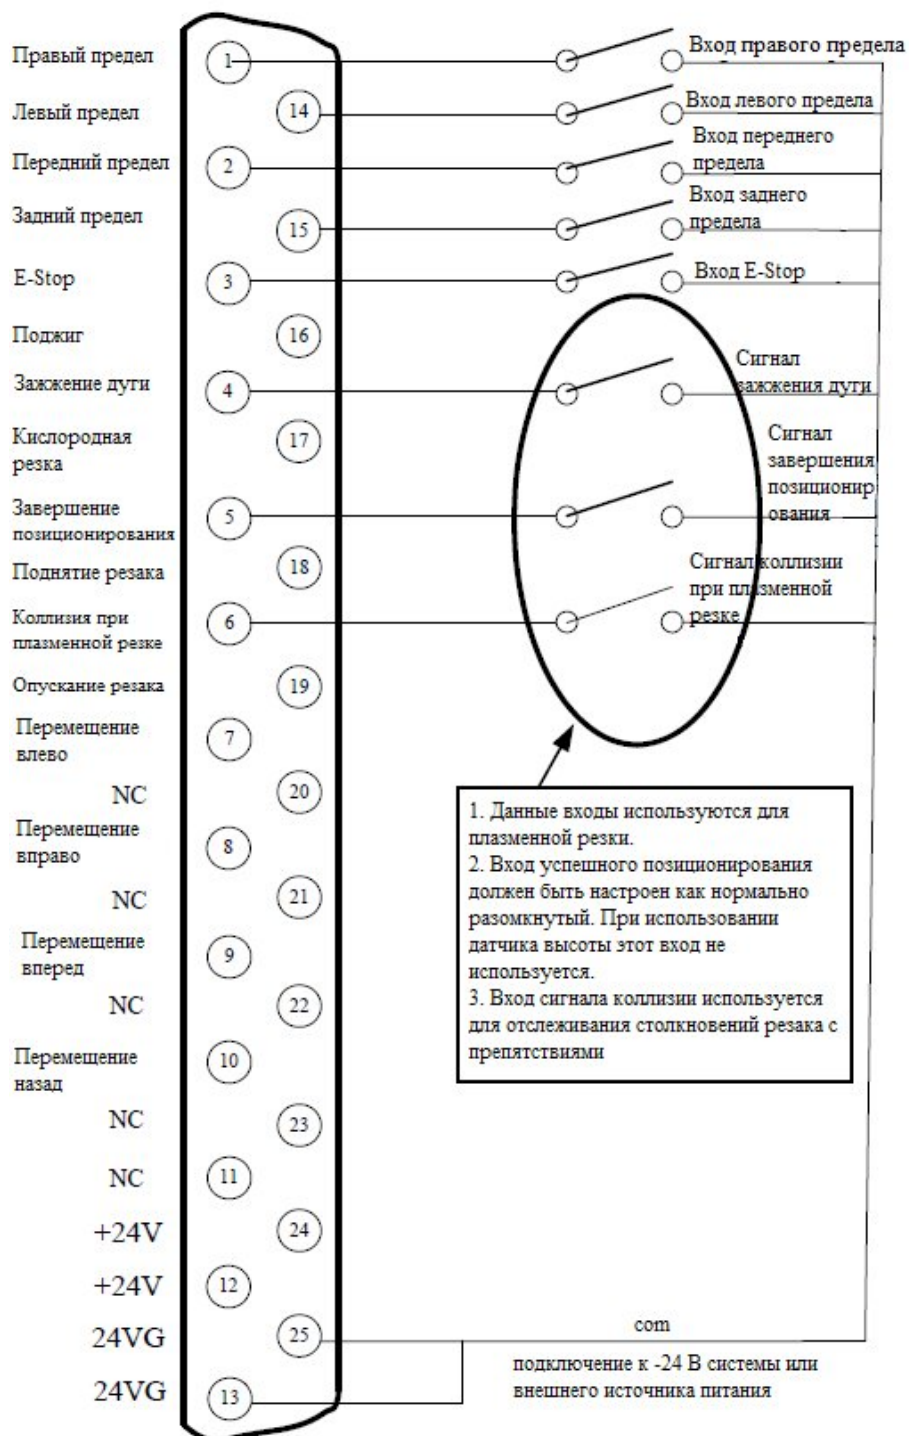 Правый предел
1
Вход правого предела
Левый предел
14
Вход левого предела
Передний предел
2
Вход переднего
предела
Задний предел
15
Вход заднего
предела
E-Stop
3
Вход E-Stop
Поджиг
16
Зажжение дуги
4
Сигнал
зажжения дуги
Кислородная
резка
17
Сигнал
завершения
позиционир
ования
Завершение
позиционирования
5
Поднятие резака
18
Сигнал коллизии
при плазменной
резке
Коллизия при
плазменной резке
6
Опускание резака
19
Перемещение
влево
7
NC
20
Перемещение
вправо
8
NC
21
Перемещение
вперед
9
NC
22
Перемещение
назад
10
NC
23
NC
11
+24V
24
+24V
12
24VG
25
24VG
13
1. Данные входы используются для
плазменной резки.
2. Вход успешного позиционирования
должен быть настроен как нормально
разомкнутый. При использовании
датчика высоты этот вход не
используется.
3. Вход сигнала коллизии используется
для отслеживания столкновений резака с
препятствиями
com
подключение к -24 В системы или
внешнего источника питания